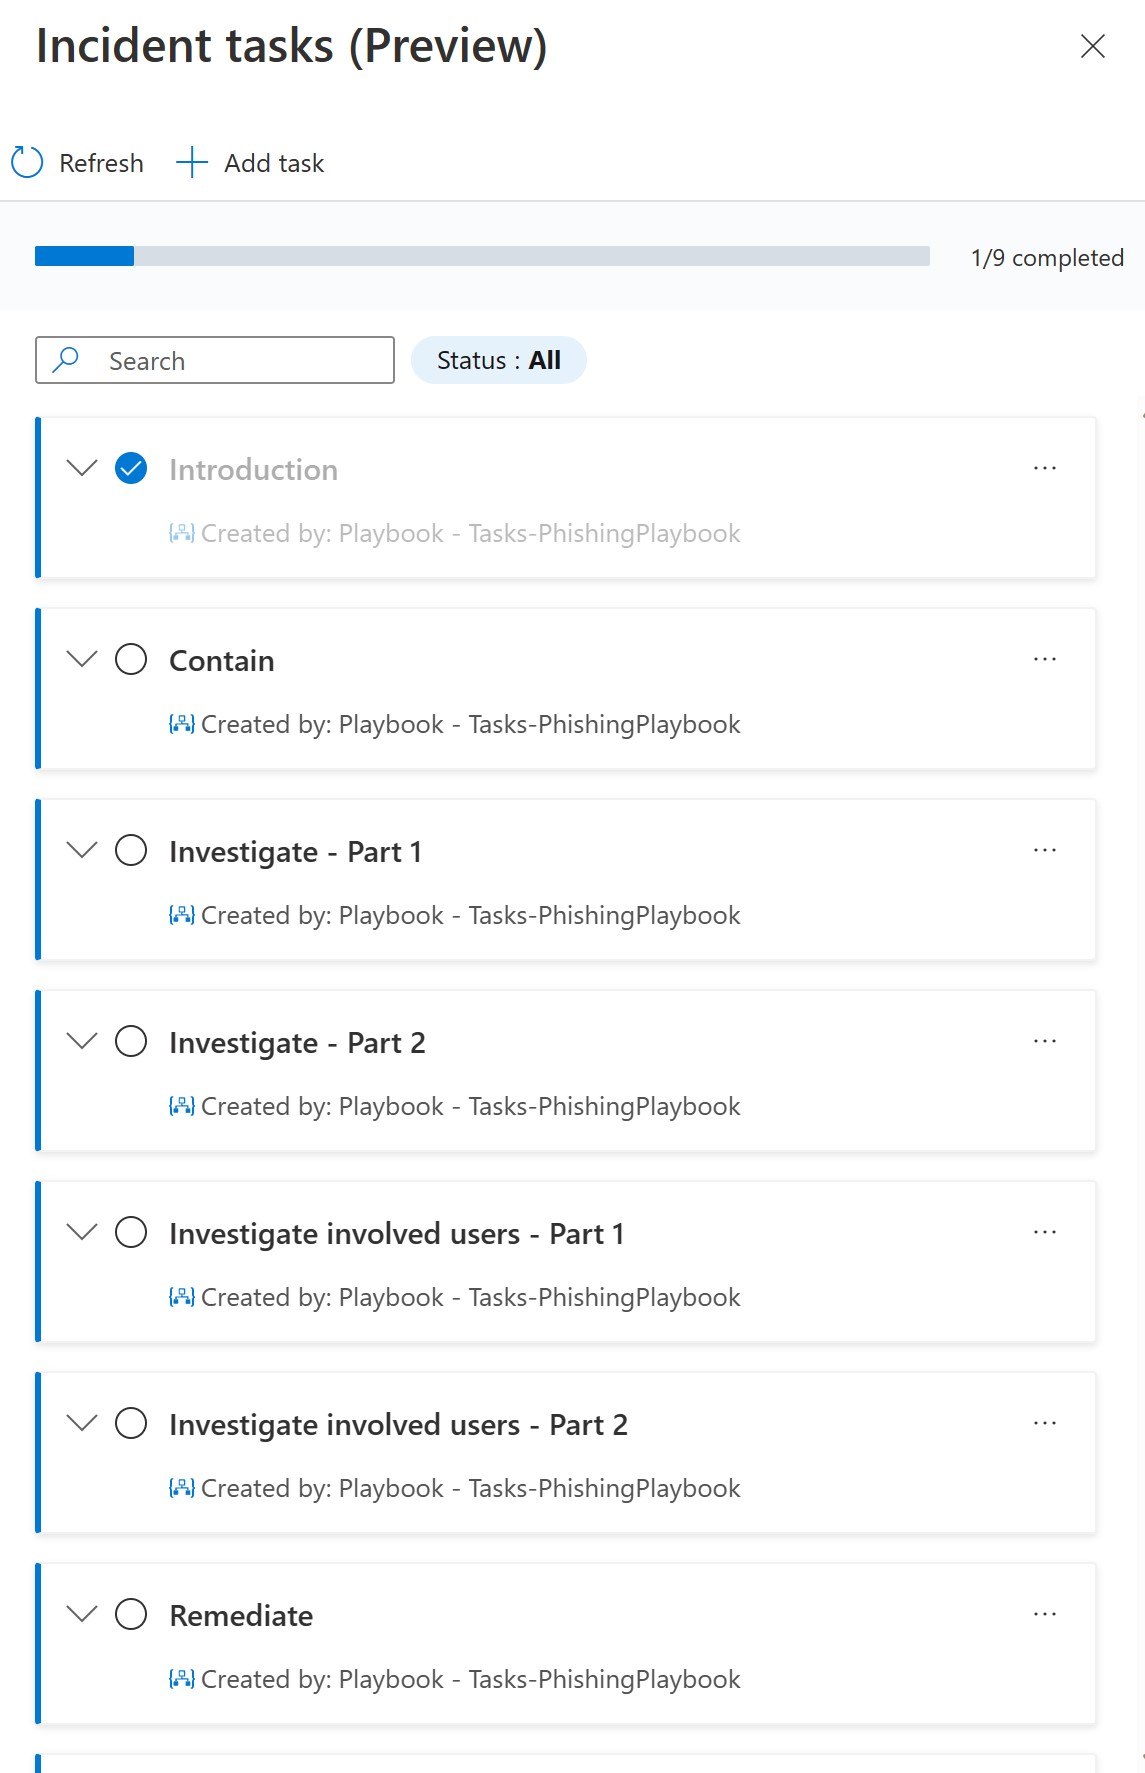 Incident tasks (Preview)
Refresh
Add task
1/9 completed
Search
Status : All
Introduction
Created by: Playbook - Tasks-PhishingPlaybook
Contain
Created by: Playbook - Tasks-PhishingPlaybook
Investigate - Part 1
Created by: Playbook - Tasks-PhishingPlaybook
Investigate - Part 2
Created by: Playbook - Tasks-PhishingPlaybook
Investigate involved users - Part 1
Created by: Playbook - Tasks-PhishingPlaybook
Investigate involved users - Part 2
Created by: Playbook - Tasks-PhishingPlaybook
Remediate
Created by: Playbook - Tasks-PhishingPlaybook